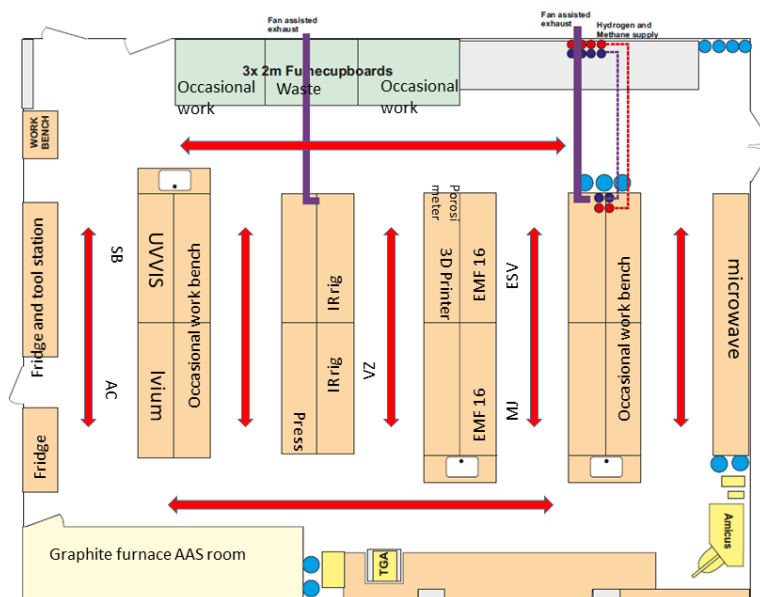 Fan assisted
exhaust
Fan assisted
exhaust
Hydrogen and
Methane supply
3x 2m Fumecupboards
Occasional
work
Waste
Occasional
work
WORK
BENCH
Fridge and tool station
SB
UVVIS
Occasional work bench
IR rig
Porosi
meter
3D Printer
EMF 16
ESV
Occasional work bench
microwave
AC
Ivium
IR rig
Press
ZA
EMF 16
MJ
Fridge
Graphite furnace AAS room
TGA
Amicus